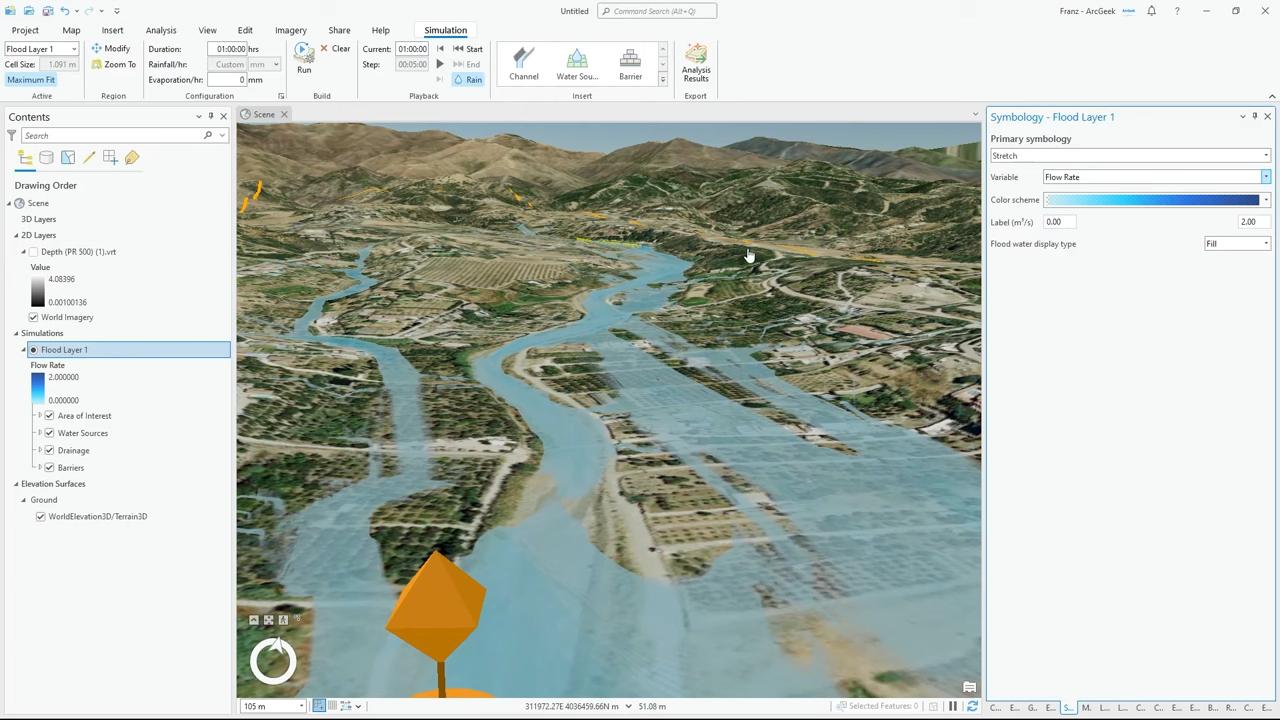 Untitled
Command Search (Alt+Q)
Franz - ArcGeek
?
Project Map Insert Analysis View Edit Imagery Share Help Simulation
Flood Layer 1
Cell Size: 1.091 m
Maximum Fit
Active
Modify
Zoom To
Region
Duration: 01:00:00 hrs
Rainfall/hr: Custom mm
Evaporation/hr: 0 mm
Configuration
Run
Clear
Build
Current: 01:00:00 Start
Step: 00:05:00 End
Rain
Playback
Channel
Water Sou...
Barrier
Insert
Analysis
Results
Export
Contents
Search
Drawing Order
Scene
3D Layers
2D Layers
Depth (PR 500) (1).vrt
Value
4.08396
0.00100136
World Imagery
Simulations
Flood Layer 1
Flow Rate
2.000000
0.000000
Area of Interest
Water Sources
Drainage
Barriers
Elevation Surfaces
Ground
WorldElevation3D/Terrain3D
Scene
105 m
311972.27E 4036459.66N m
51.08 m
Selected Features: 0
Symbology - Flood Layer 1
Primary symbology
Stretch
Variable Flow Rate
Color scheme
Label (m³/s) 0.00 2.00
Flood water display type Fill
C... E... G... E... S... M. L... L... C... C... E... E... B... R... C... E...